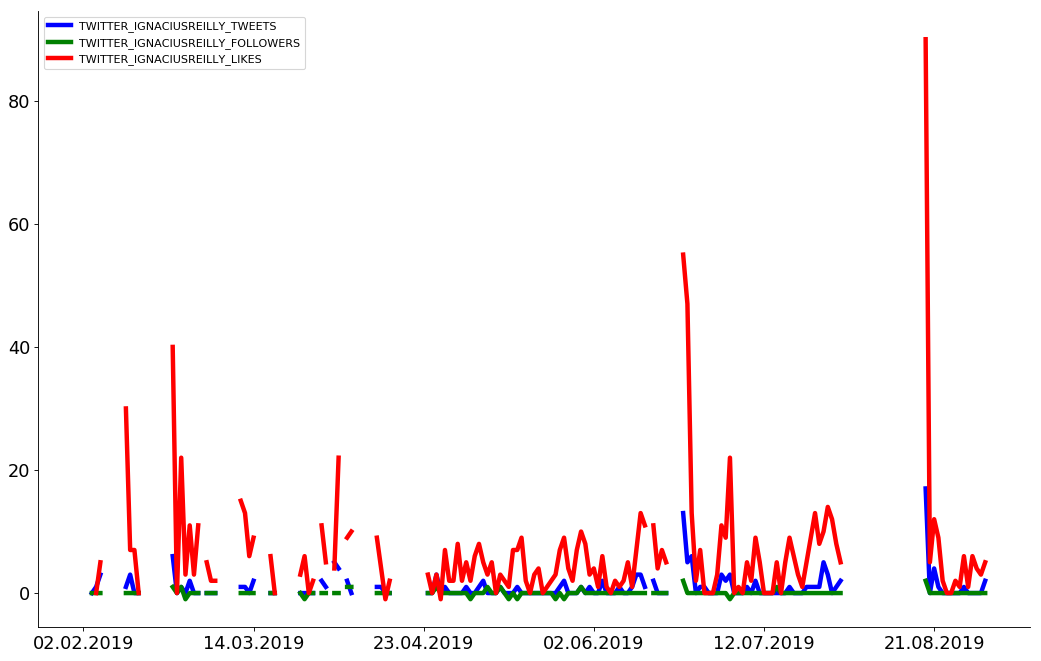 TWITTER_IGNACIUSREILLY_TWEETS
TWITTER_IGNACIUSREILLY_FOLLOWERS
TWITTER_IGNACIUSREILLY_LIKES
80
60
40
20
0
02.02.2019 14.03.2019 23.04.2019 02.06.2019 12.07.2019 21.08.2019